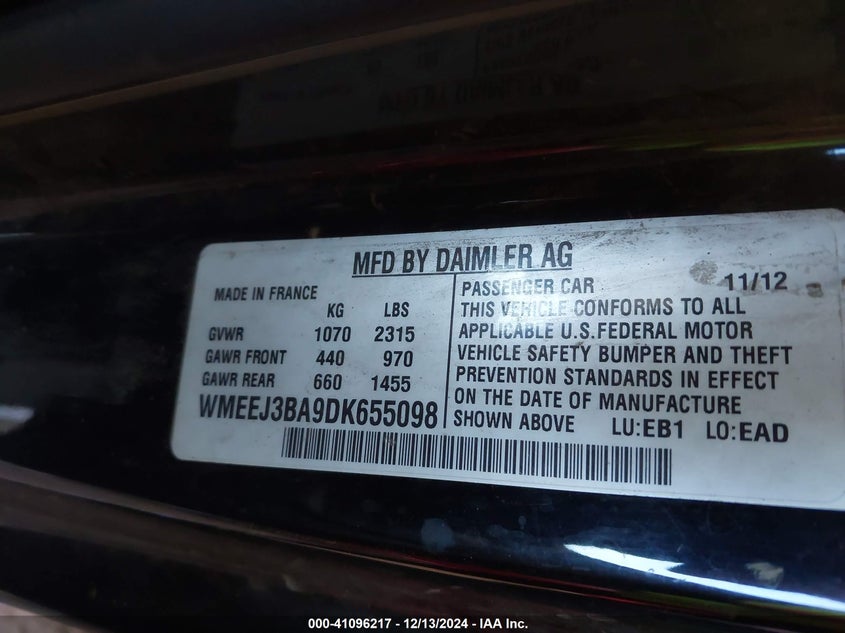 MFD BY DAIMLER AG
MADE IN FRANCE
KG LBS
GVWR 1070 2315
GAWR FRONT 440 970
GAWR REAR 660 1455
WMEEJ3BA9DK655098
PASSENGER CAR 11/12
THIS VEHICLE CONFORMS TO ALL
APPLICABLE U.S.FEDERAL MOTOR
VEHICLE SAFETY BUMPER AND THEFT
PREVENTION STANDARDS IN EFFECT
ON THE DATE OF MANUFACTURE
SHOWN ABOVE LU:EB1 LO:EAD
000-41096217 - 12/13/2024 - IAA Inc.